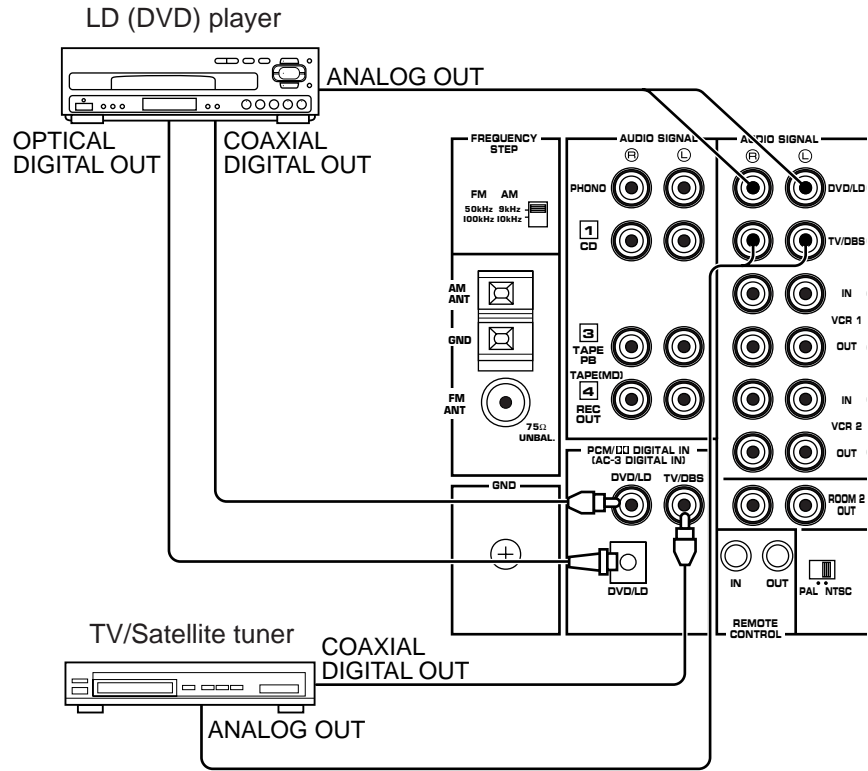 LD (DVD) player
ANALOG OUT
OPTICAL
DIGITAL OUT
COAXIAL
DIGITAL OUT
FREQUENCY
STEP
FM AM
50kHz 9kHz
100kHz 10kHz
AM
ANT
GND
FM
ANT
75Ω
UNBAL.
GND
AUDIO SIGNAL
R L
PHONO
1
CD
3
TAPE
PB
TAPE(MD)
4
REC
OUT
PCM/DD DIGITAL IN
(AC-3 DIGITAL IN)
DVD/LD TV/DBS
DVD/LD
AUDIO SIGNAL
R L
DVD/LD
TV/DBS
IN
VCR 1
OUT
IN
VCR 2
OUT
ROOM 2
OUT
IN OUT
REMOTE
CONTROL
PAL NTSC
TV/Satellite tuner
COAXIAL
DIGITAL OUT
ANALOG OUT